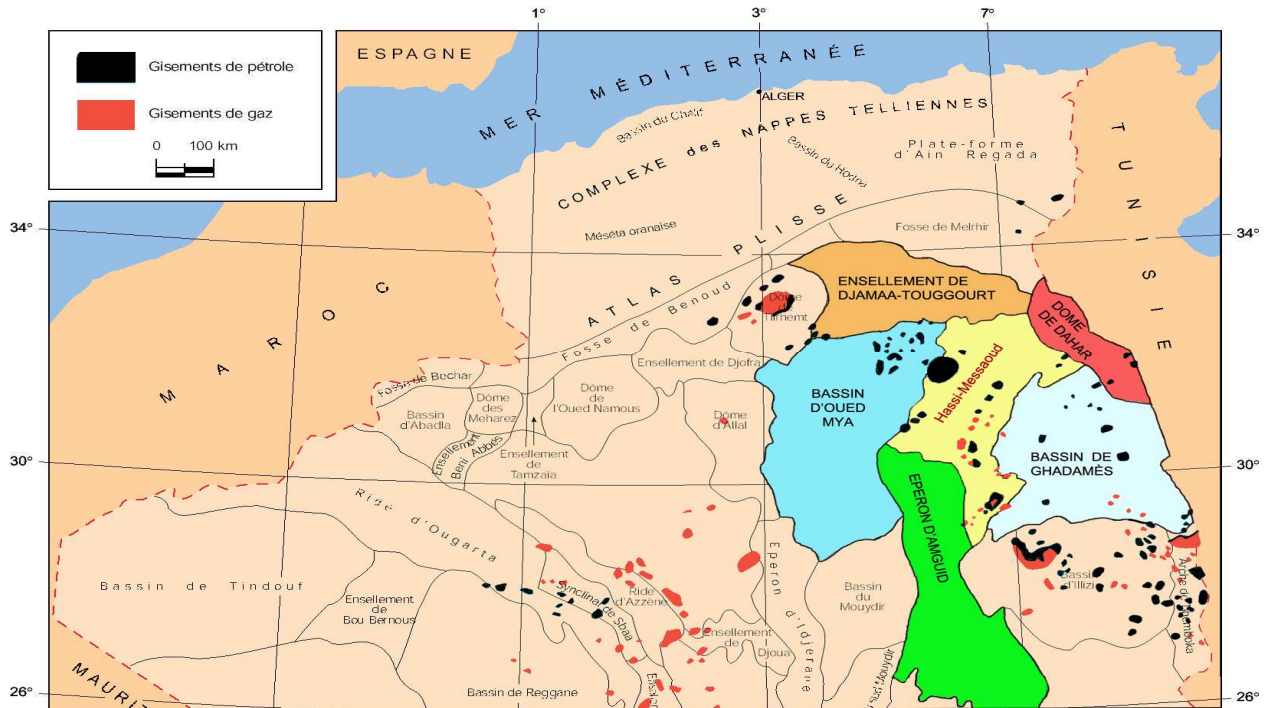 1°
3°
7°
Gisements de pétrole
Gisements de gaz
0 100 km
ESPAGNE
MER MÉDITERRANÉE
ALGER
Bassin du Chelif
COMPLEXE des NAPPES TELLIENNES
Bassin du Hodna
Plate-forme
d'Ain Regada
TUNISIE
34°
34°
Méséta oranaise
ATLAS PLISSE
Fosse de Melrhir
MAROC
Fosse de Benoud
Dôme
de
Tilrhemt
ENSELLEMENT DE
DJAMAA-TOUGGOURT
DOME
DE DAHAR
Ensellement de Djofra
Fosse de Bechar
Dôme
des
Meharez
Dôme
de
l'Oued Namous
Bassin
d'Abadla
Dôme
d'Allal
BASSIN
D'OUED
MYA
Hassi-Messaoud
Ensellement
Beni Abbès
Ensellement
de
Tamzaïa
30°
30°
BASSIN DE
GHADAMÈS
EPERON D'AMGUID
Ride d'Ougarta
Bassin de Tindouf
Ensellement
de
Bou Bernous
Synclinal de Sbaa
Ride
d'Azzène
Eperon d'Idjerane
Bassin
du
Mouydir
Bassin
d'Illizi
Ensellement
de
Djoua
Bassin de Reggane
Mouydir
26°
26°